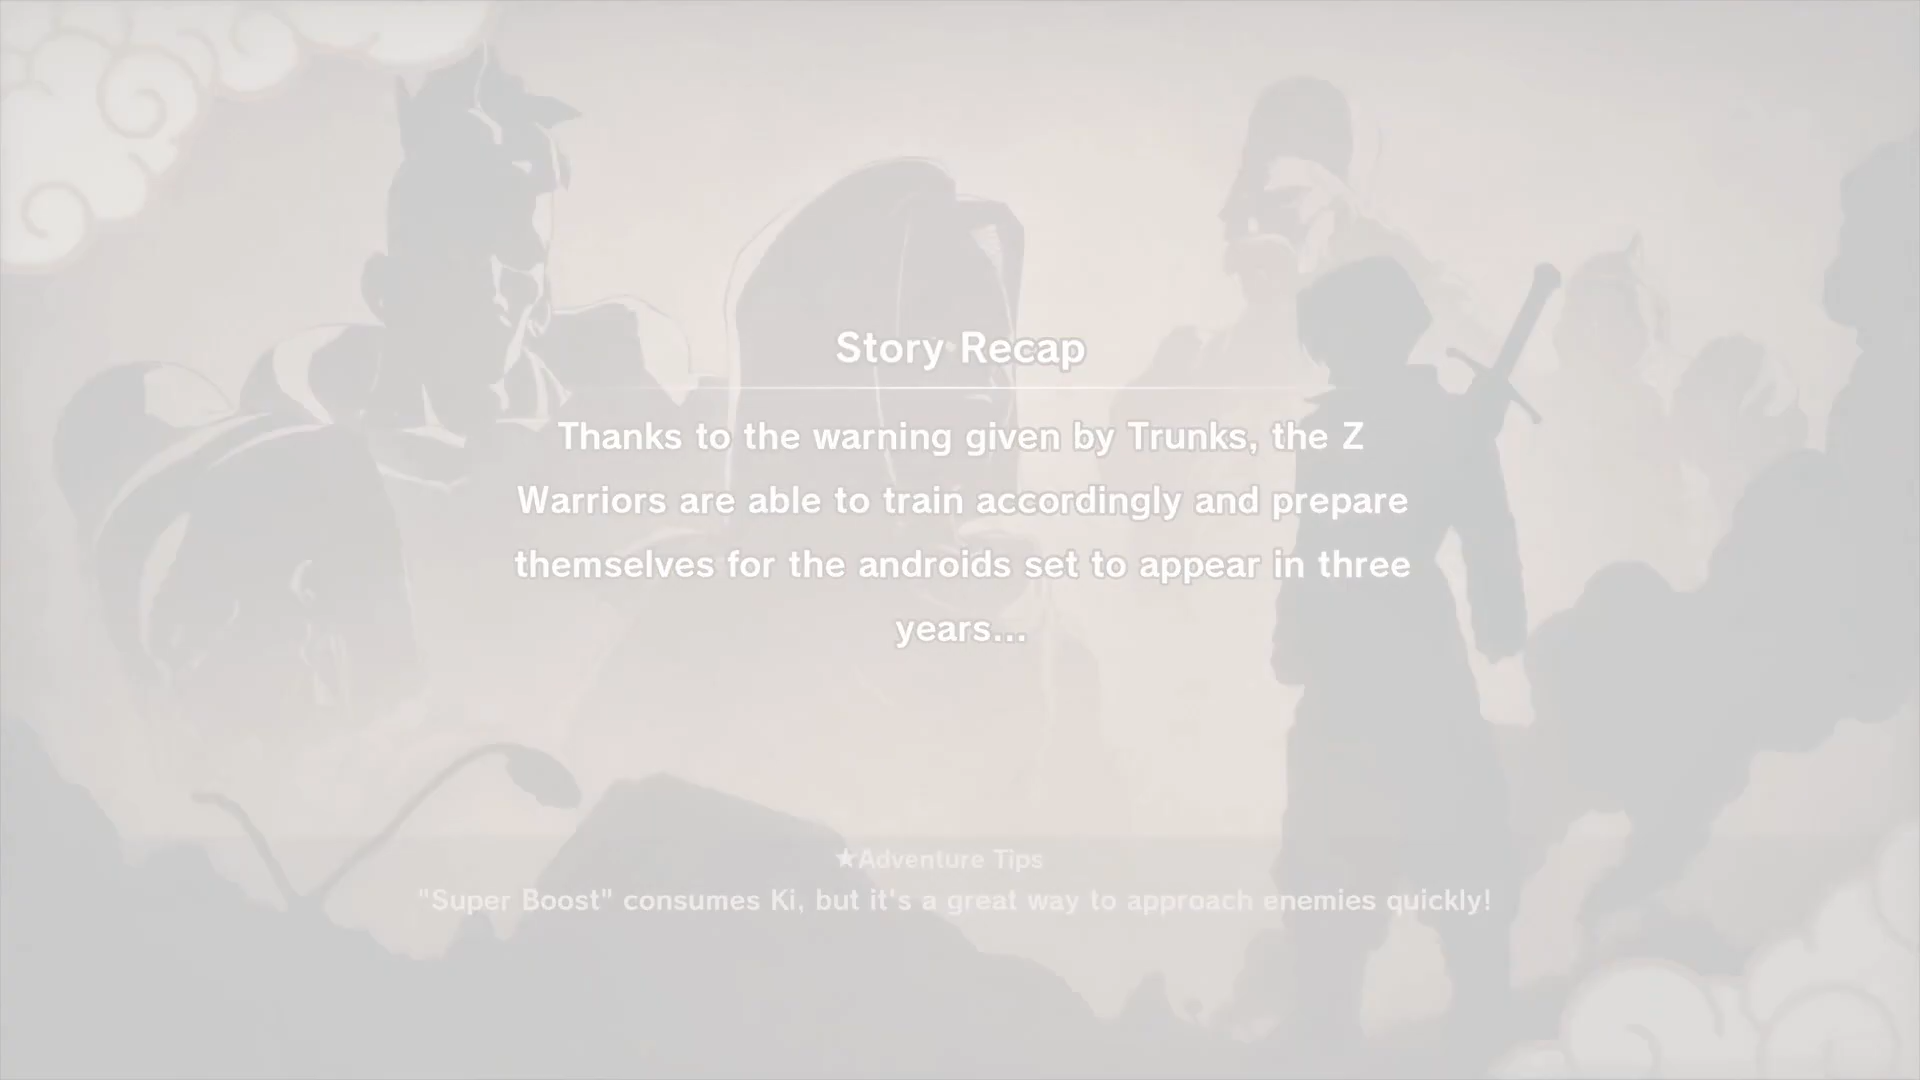 Story Recap
Thanks to the warning given by Trunks, the Z
Warriors are able to train accordingly and prepare
themselves for the androids set to appear in three
years...
★Adventure Tips
"Super Boost" consumes Ki, but it's a great way to approach enemies quickly!